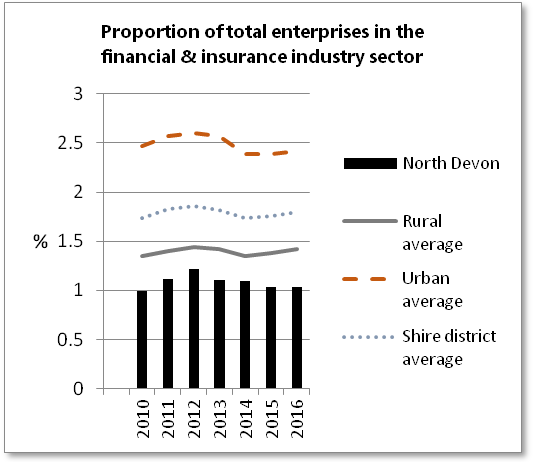 Proportion of total enterprises in the
financial & insurance industry sector
3
2.5
2
1.5
1
0.5
0
%
2010
2011
2012
2013
2014
2015
2016
North Devon
Rural
average
Urban
average
Shire district
average